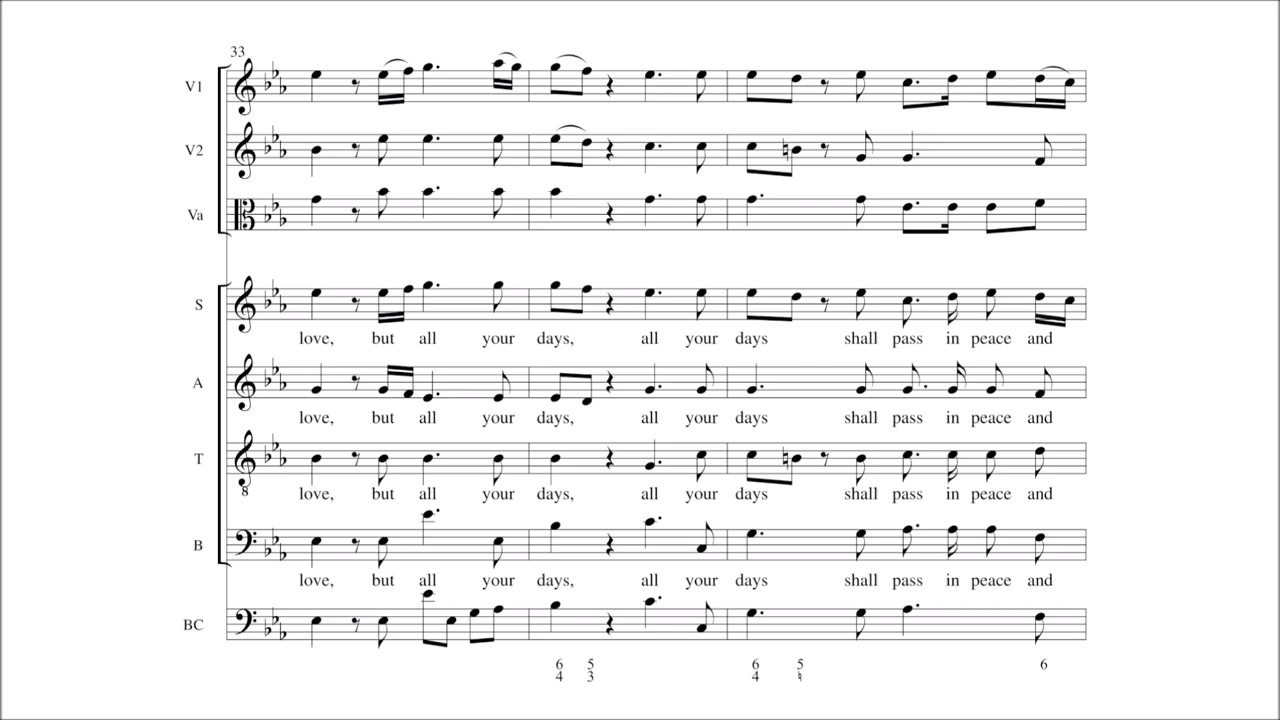 33
V1
V2
Va
S
love, but all your days, all your days shall pass in peace and
A
love, but all your days, all your days shall pass in peace and
T
8
love, but all your days, all your days shall pass in peace and
B
love, but all your days, all your days shall pass in peace and
BC
6 5 6 5 6
4 3 4 ♮